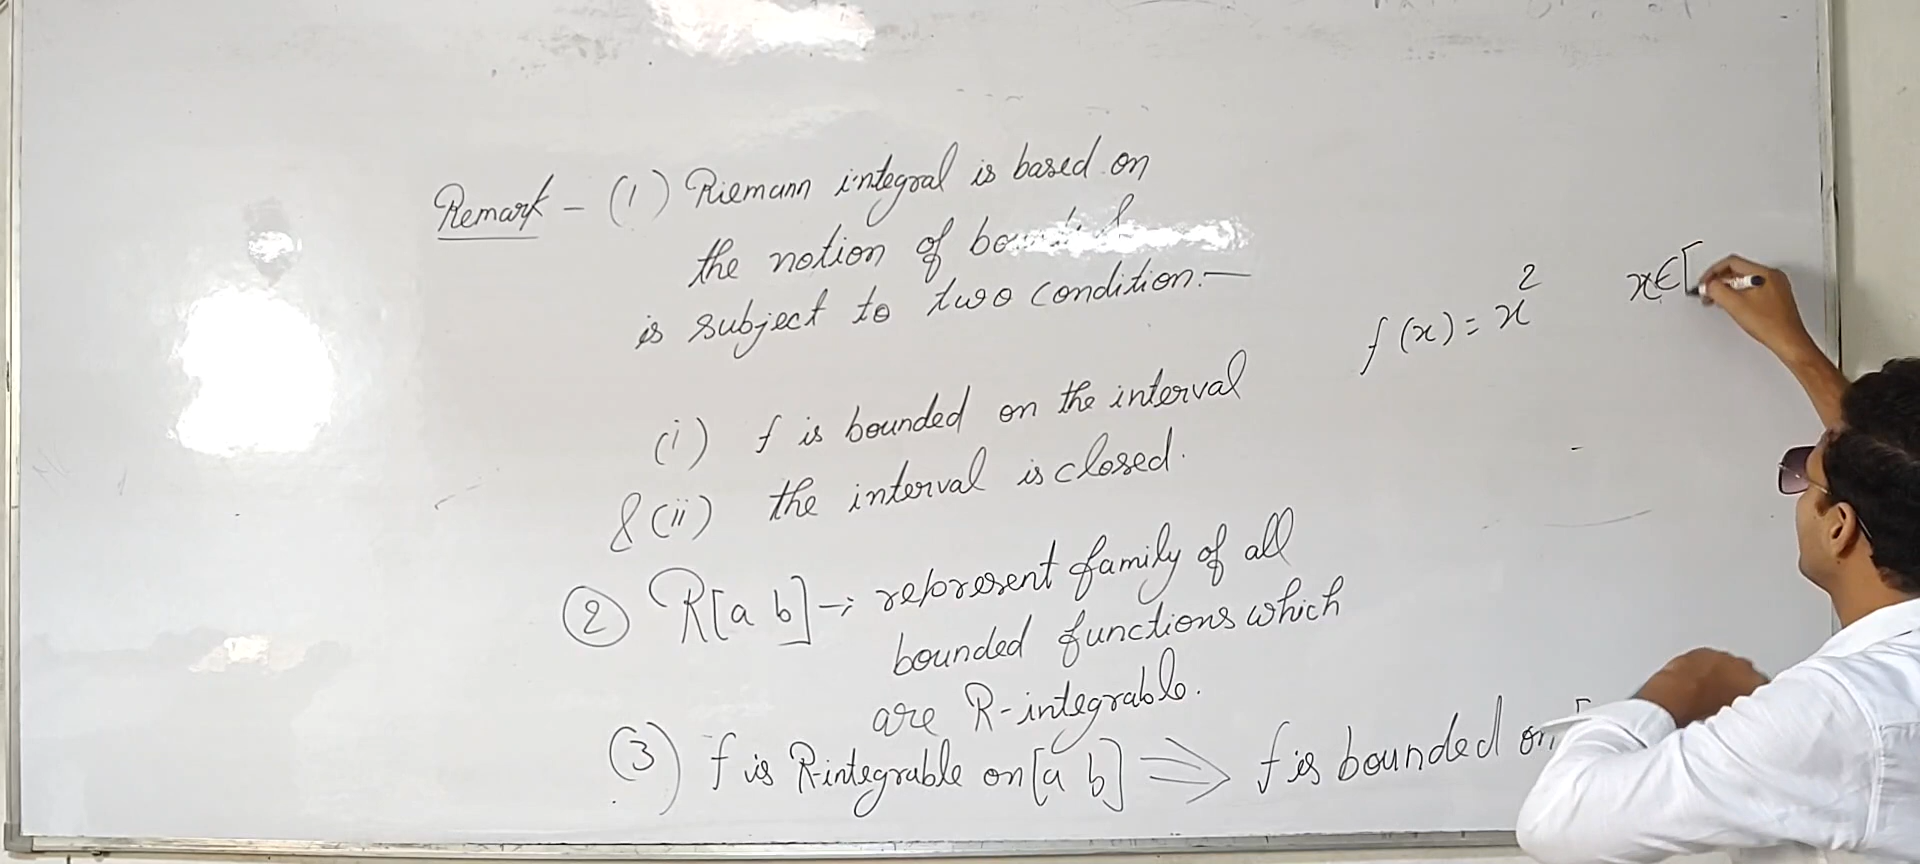 Remark - (1) Riemann integral is based on
the notion of
is subject to two condition. —
(i) f is bounded on the interval
& (ii) the interval is closed.
② R[a b] → represent family of all
bounded functions which
are R-integrable.
(3) f is R-integrable on [a b] ⟹ f is bounded on [
f(x) = x² x∈[